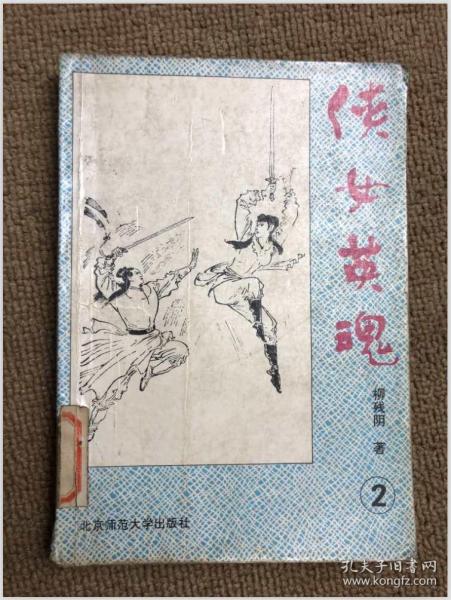 侠女英魂
柳残阴 著
2
北京师范大学出版社
孔夫子旧书网
www.kongfz.com